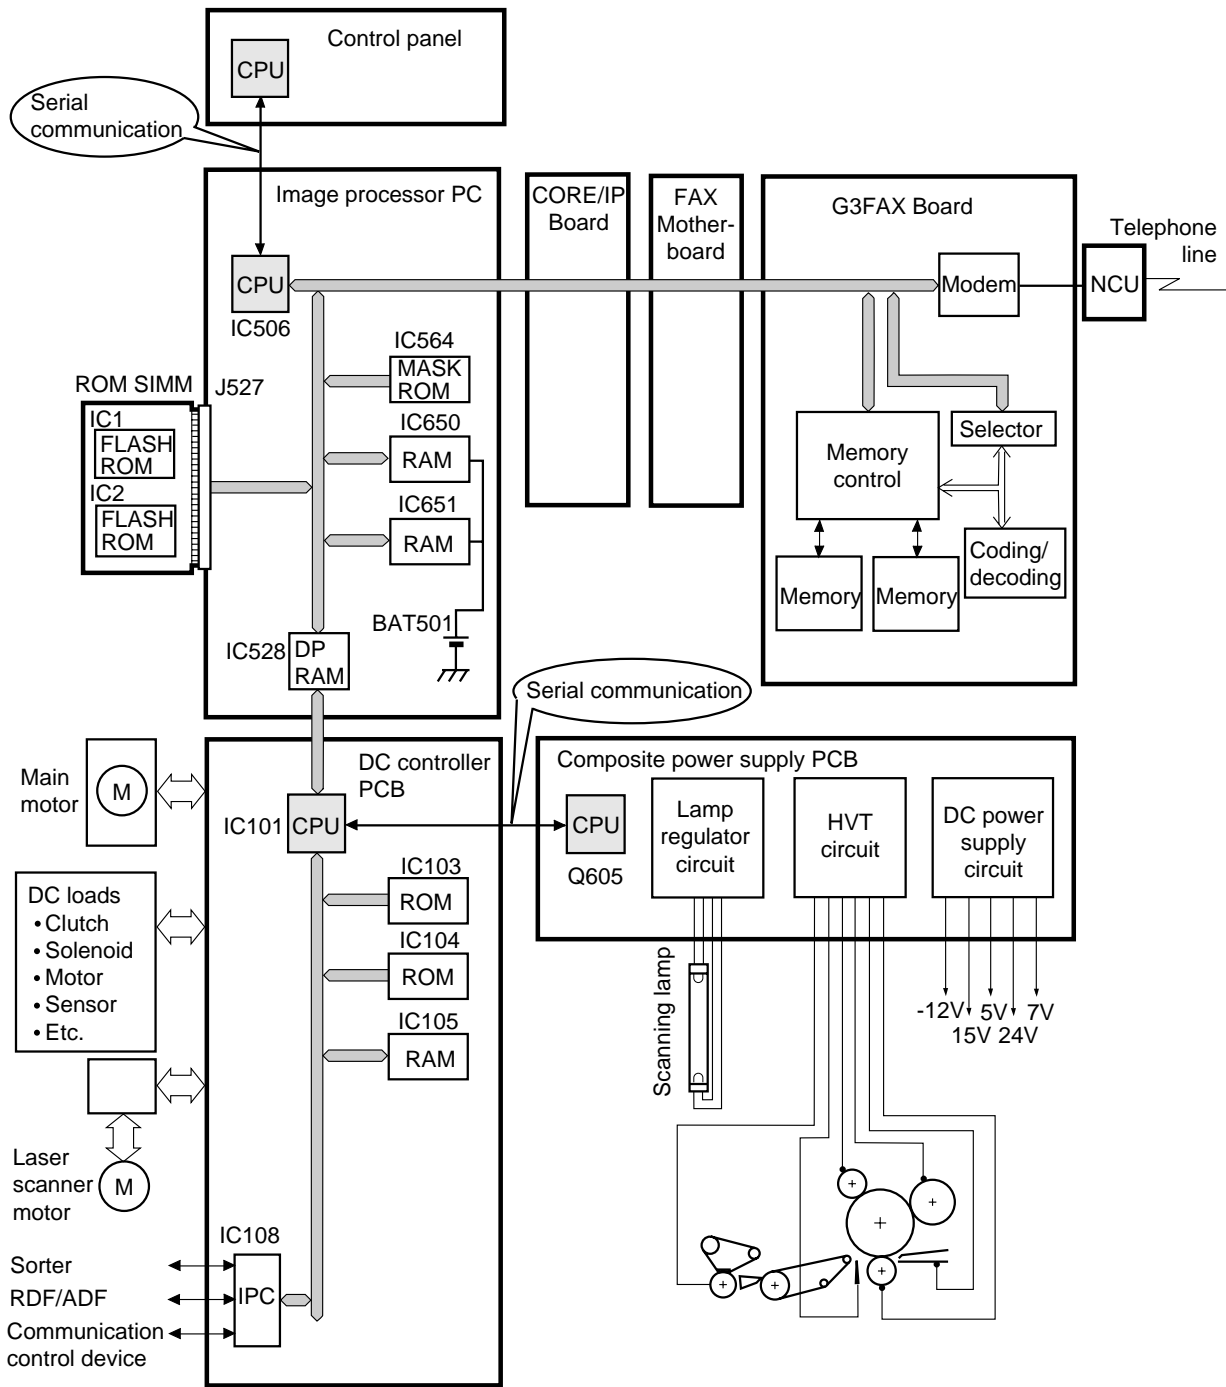 Control panel
CPU
Serial
communication
Image processor PC
CPU
IC506
CORE/IP
Board
FAX
Mother-
board
G3FAX Board
Modem
NCU
Telephone
line
IC564
MASK
ROM
ROM SIMM
J527
IC1
FLASH
ROM
IC2
FLASH
ROM
IC650
RAM
IC651
RAM
BAT501
IC528
DP
RAM
Selector
Memory
control
Coding/
decoding
Memory
Memory
Serial communication
Main
motor
M
DC controller
PCB
IC101
CPU
Composite power supply PCB
CPU
Q605
Lamp
regulator
circuit
HVT
circuit
DC power
supply
circuit
IC103
ROM
IC104
ROM
IC105
RAM
DC loads
• Clutch
• Solenoid
• Motor
• Sensor
• Etc.
Scanning lamp
-12V
5V
7V
15V
24V
Laser
scanner
motor
M
IC108
IPC
Sorter
RDF/ADF
Communication
control device